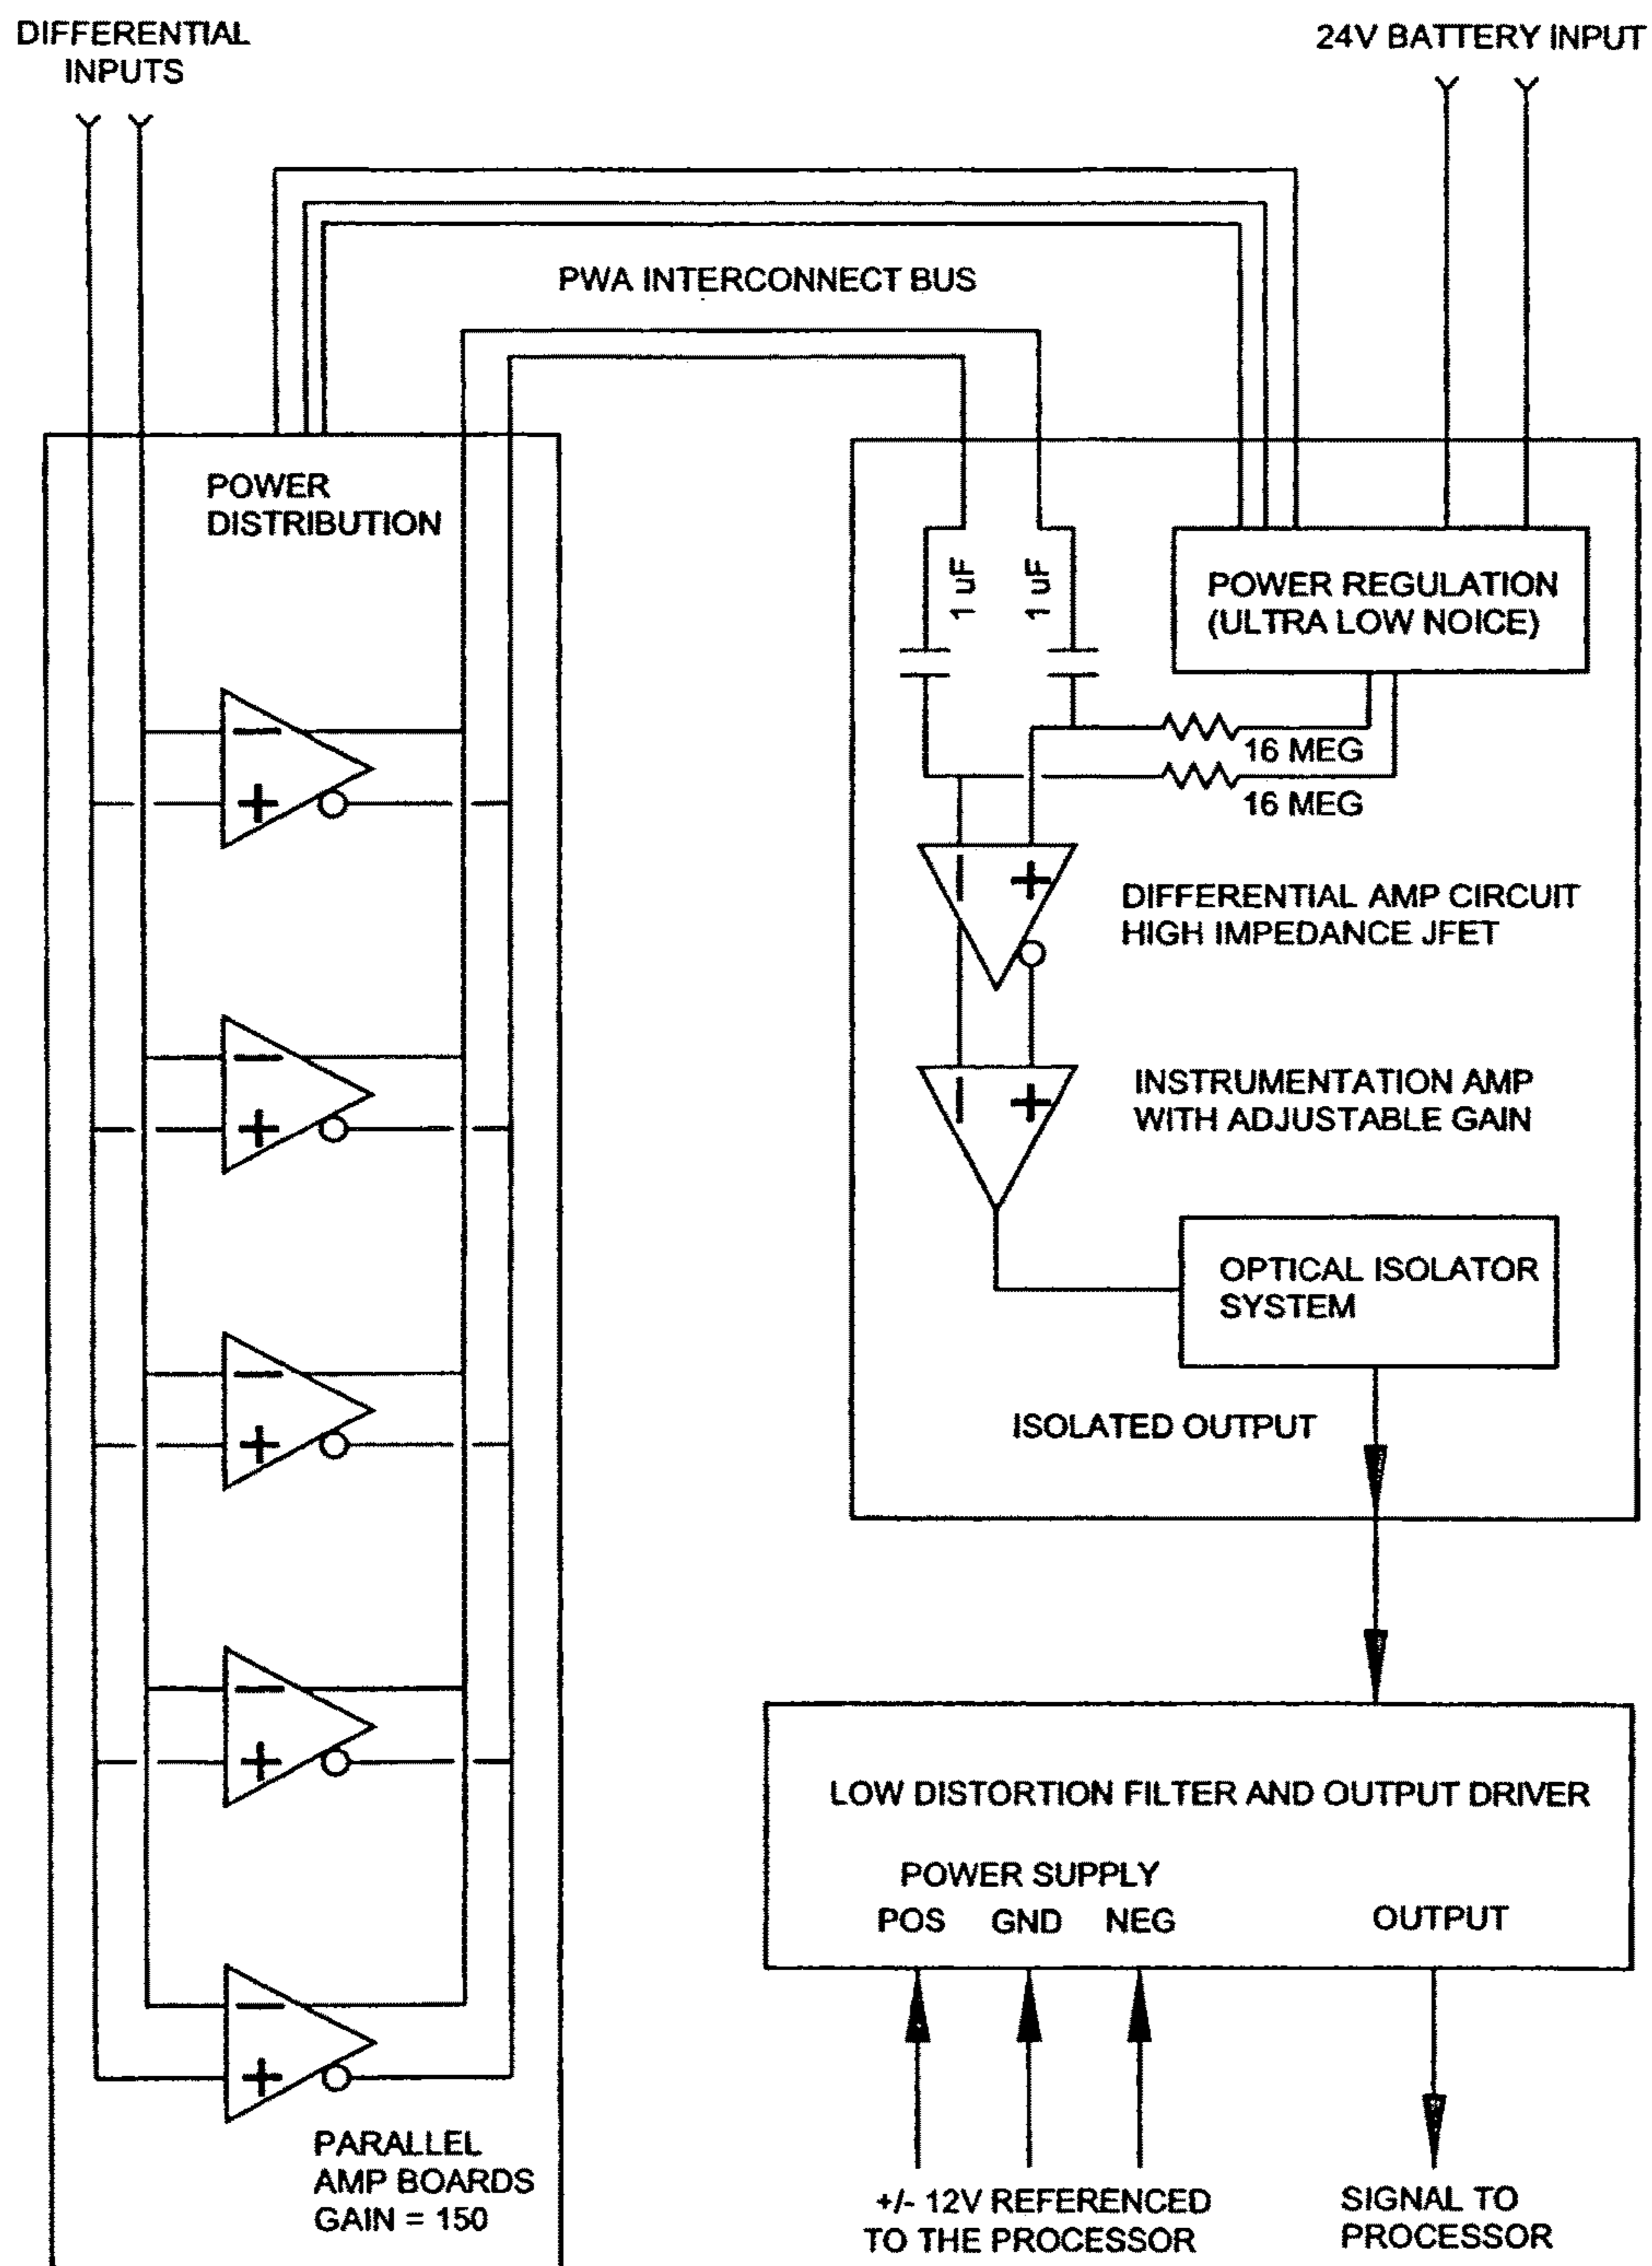 DIFFERENTIAL
INPUTS
24V BATTERY INPUT
PWA INTERCONNECT BUS
POWER
DISTRIBUTION
1 uF
1 uF
POWER REGULATION
(ULTRA LOW NOICE)
16 MEG
16 MEG
DIFFERENTIAL AMP CIRCUIT
HIGH IMPEDANCE JFET
INSTRUMENTATION AMP
WITH ADJUSTABLE GAIN
OPTICAL ISOLATOR
SYSTEM
ISOLATED OUTPUT
LOW DISTORTION FILTER AND OUTPUT DRIVER
POWER SUPPLY
POS GND NEG
OUTPUT
PARALLEL
AMP BOARDS
GAIN = 150
+/- 12V REFERENCED
TO THE PROCESSOR
SIGNAL TO
PROCESSOR